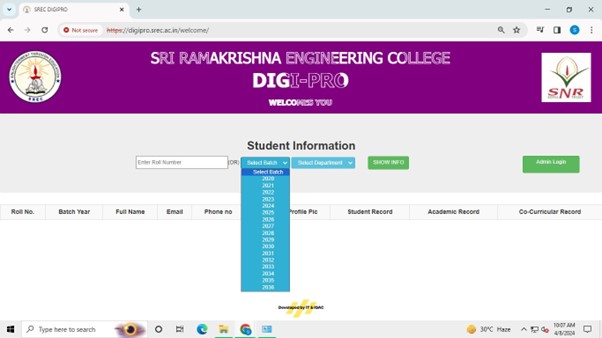 SREC DIGIPRO
Not secure
https://digipro.srec.ac.in/welcome/
S
SRI RAMAKRISHNA ENGINEERING COLLEGE
DIGI-PRO
WELCOMES YOU
SREC
SNR
Student Information
Enter Roll Number
(OR)
Select Batch
Select Department
SHOW INFO
Admin Login
Select Batch
2020
2021
2022
2023
2024
2025
2026
2027
2028
2029
2030
2031
2032
2033
2034
2035
2036
Roll No. Batch Year Full Name Email Phone no Profile Pic Student Record Academic Record Co-Curricular Record
Developed by IT & IQAC
Type here to search
30°C Haze
10:07 AM
4/8/2024